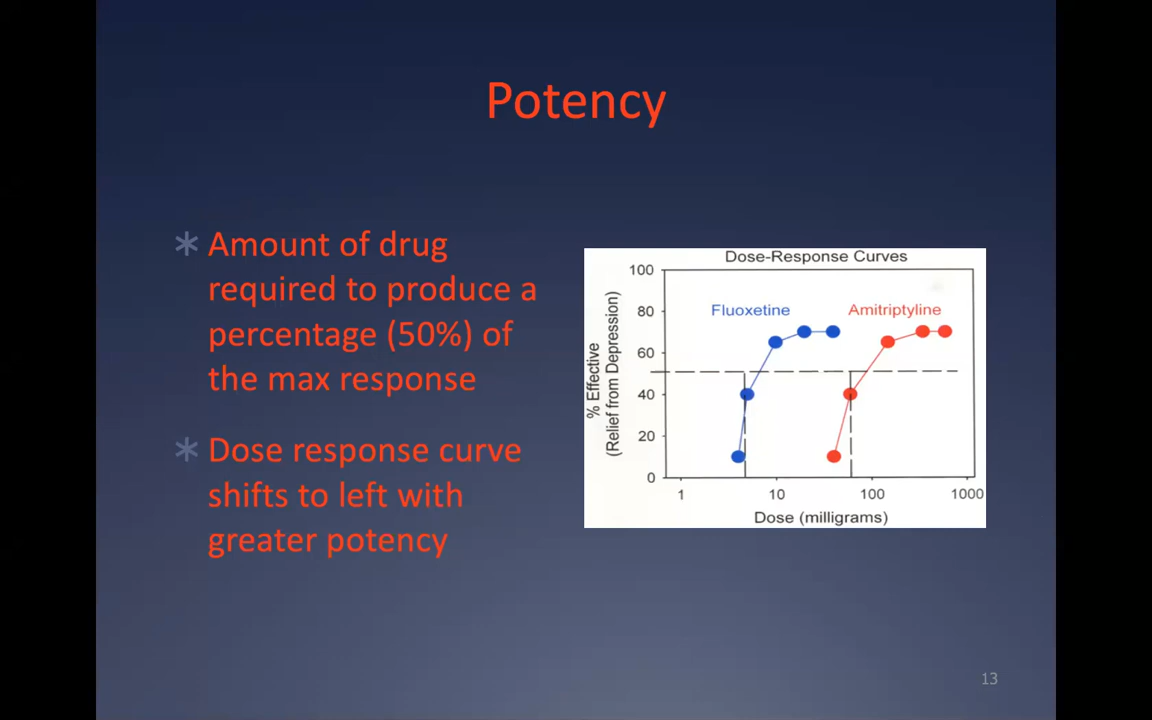 Potency
Amount of drug
required to produce a
percentage (50%) of
the max response
Dose response curve
shifts to left with
greater potency
Dose-Response Curves
% Effective
(Relief from Depression)
100
80
60
40
20
0
Fluoxetine
Amitriptyline
1
10
100
1000
Dose (milligrams)
13